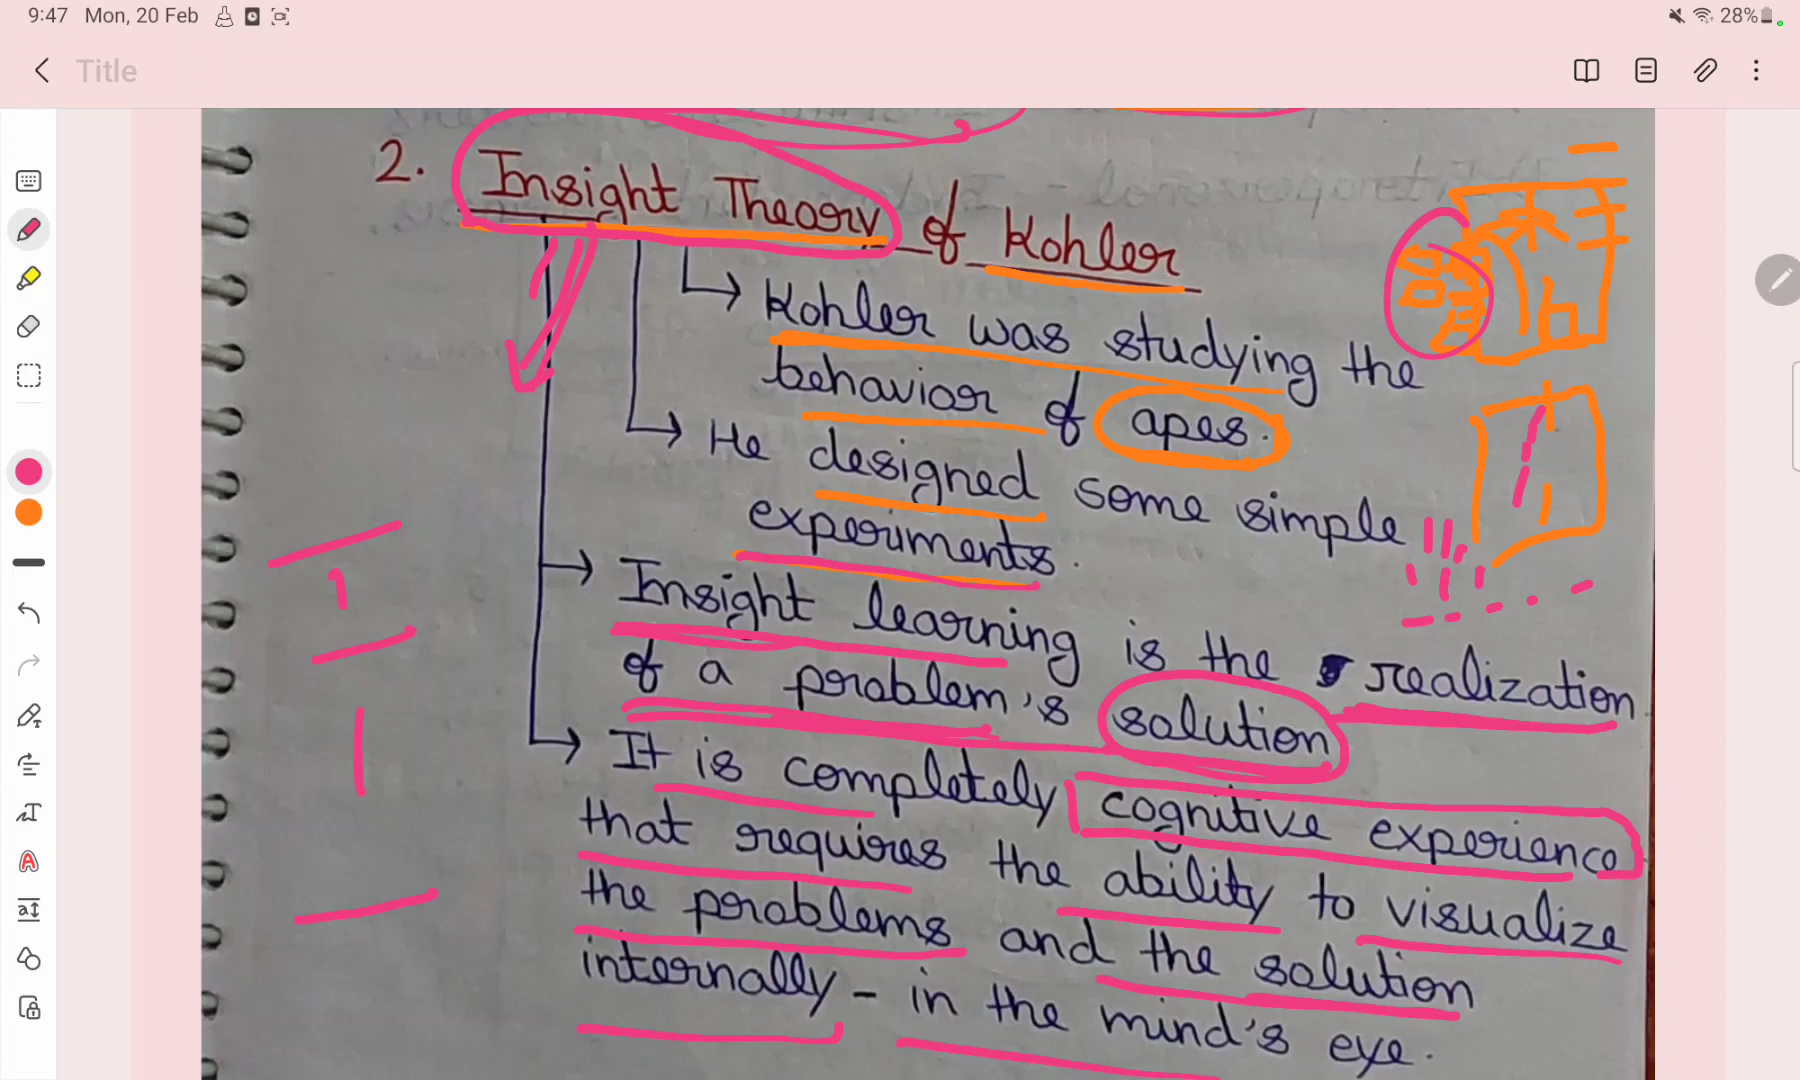 9:47 Mon, 20 Feb
28%
Title
2. Insight Theory of Kohler
Kohler was studying the
behavior of apes.
He designed some simple
experiments.
Insight learning is the realization
of a problem's solution
It is completely cognitive experience
that requires the ability to visualize
the problems and the solution
internally - in the mind's eye.